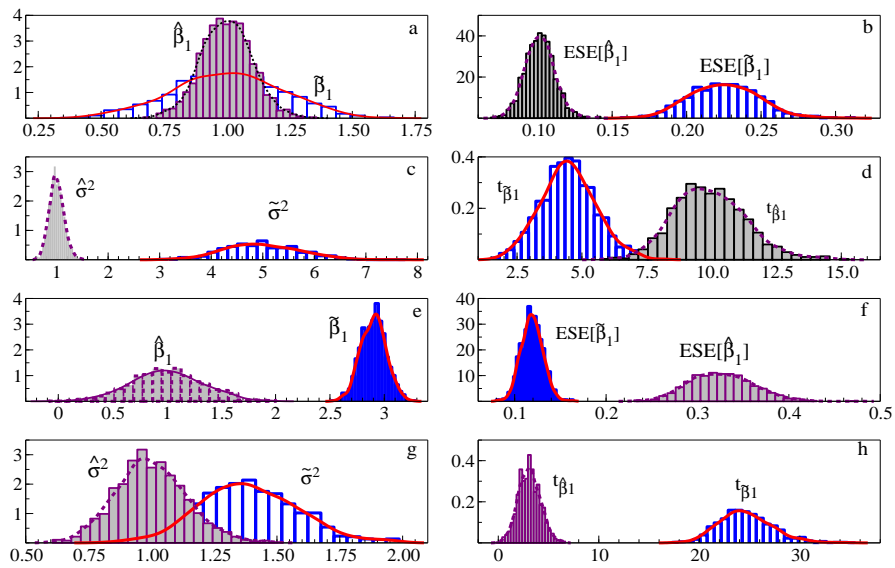 4
3
2
1
a
β̂₁
β̃₁
0.25 0.50 0.75 1.00 1.25 1.50 1.75
40
20
b
ESE[β̂₁]
ESE[β̃₁]
0.10 0.15 0.20 0.25 0.30
3
2
1
c
σ̂²
σ̃²
1 2 3 4 5 6 7 8
0.4
0.2
d
t_β̃1
t_β̂1
2.5 5.0 7.5 10.0 12.5 15.0
4
3
2
1
e
β̂₁
β̃₁
0 0.5 1 1.5 2 2.5 3
40
30
20
10
f
ESE[β̃₁]
ESE[β̂₁]
0.1 0.2 0.3 0.4 0.5
3
2
1
g
σ̂²
σ̃²
0.50 0.75 1.00 1.25 1.50 1.75 2.00
0.4
0.2
h
t_β̂1
t_β̃1
0 10 20 30